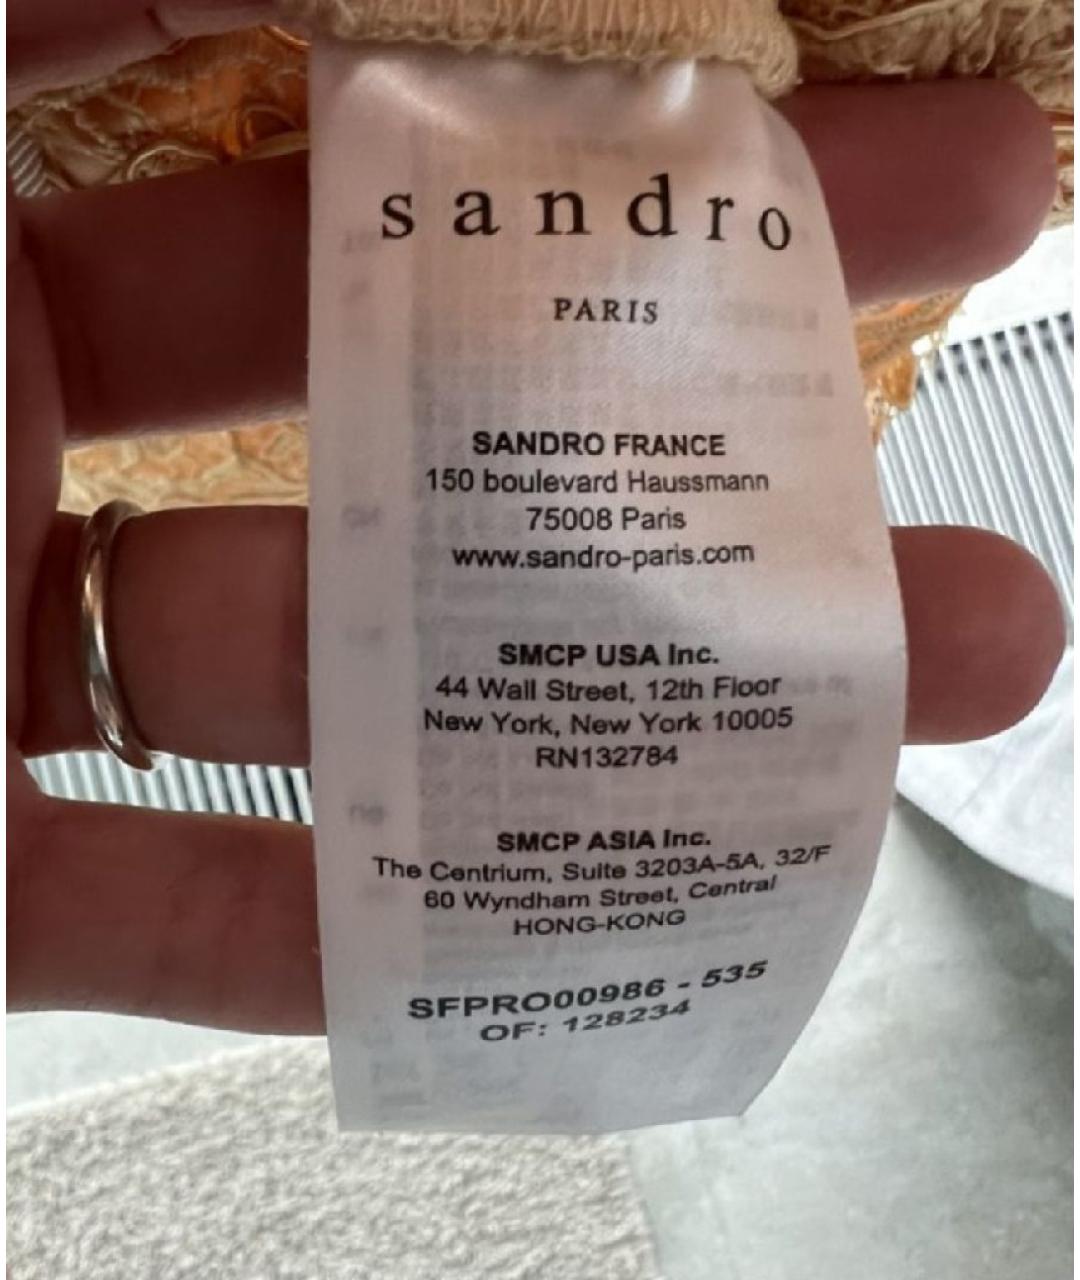 sandro
PARIS
SANDRO FRANCE
150 boulevard Haussmann
75008 Paris
www.sandro-paris.com
SMCP USA Inc.
44 Wall Street, 12th Floor
New York, New York 10005
RN132784
SMCP ASIA Inc.
The Centrium, Suite 3203A-5A, 32/F
60 Wyndham Street, Central
HONG-KONG
SFPRO00986 - 535
OF: 128234